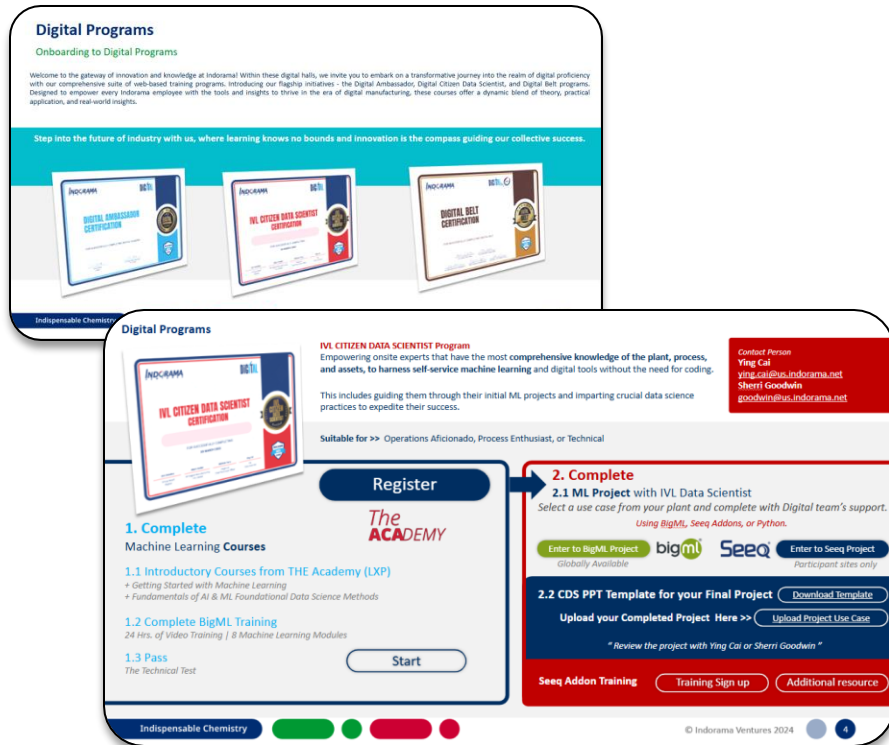 Digital Programs
Onboarding to Digital Programs
Welcome to the gateway of innovation and knowledge at Indorama! Within these digital halls, we invite you to embark on a transformative journey into the realm of digital proficiency
with our comprehensive suite of web-based training programs. Introducing our flagship initiatives - the Digital Ambassador, Digital Citizen Data Scientist, and Digital Belt programs.
Designed to empower every Indorama employee with the tools and insights to thrive in the era of digital manufacturing, these courses offer a dynamic blend of theory, practical
application, and real-world insights.
Step into the future of industry with us, where learning knows no bounds and innovation is the compass guiding our collective success.
INDORAMA
DIGITAL AMBASSADOR
CERTIFICATION
INDORAMA
IVL CITIZEN DATA SCIENTIST
CERTIFICATION
INDORAMA
DIGITAL BELT
CERTIFICATION
Indispensable Chemistry
Digital Programs
INDORAMA
IVL CITIZEN DATA SCIENTIST
CERTIFICATION
IVL CITIZEN DATA SCIENTIST Program
Empowering onsite experts that have the most comprehensive knowledge of the plant, process,
and assets, to harness self-service machine learning and digital tools without the need for coding.
This includes guiding them through their initial ML projects and imparting crucial data science
practices to expedite their success.
Suitable for >> Operations Aficionado, Process Enthusiast, or Technical
Contact Person
Ying Cai
ying.cai@us.indorama.net
Sherri Goodwin
goodwin@us.indorama.net
Register
The
ACADEMY
1. Complete
Machine Learning Courses
1.1 Introductory Courses from THE Academy (LXP)
+ Getting Started with Machine Learning
+ Fundamentals of AI & ML Foundational Data Science Methods
1.2 Complete BigML Training
24 Hrs. of Video Training | 8 Machine Learning Modules
1.3 Pass
The Technical Test
Start
2. Complete
2.1 ML Project with IVL Data Scientist
Select a use case from your plant and complete with Digital team's support.
Using BigML, Seeq Addons, or Python.
Enter to BigML Project
Globally Available
bigml
Seeq
Enter to Seeq Project
Participant sites only
2.2 CDS PPT Template for your Final Project
Download Template
Upload your Completed Project Here >>
Upload Project Use Case
" Review the project with Ying Cai or Sherri Goodwin "
Seeq Addon Training
Training Sign up
Additional resource
Indispensable Chemistry
© Indorama Ventures 2024
4